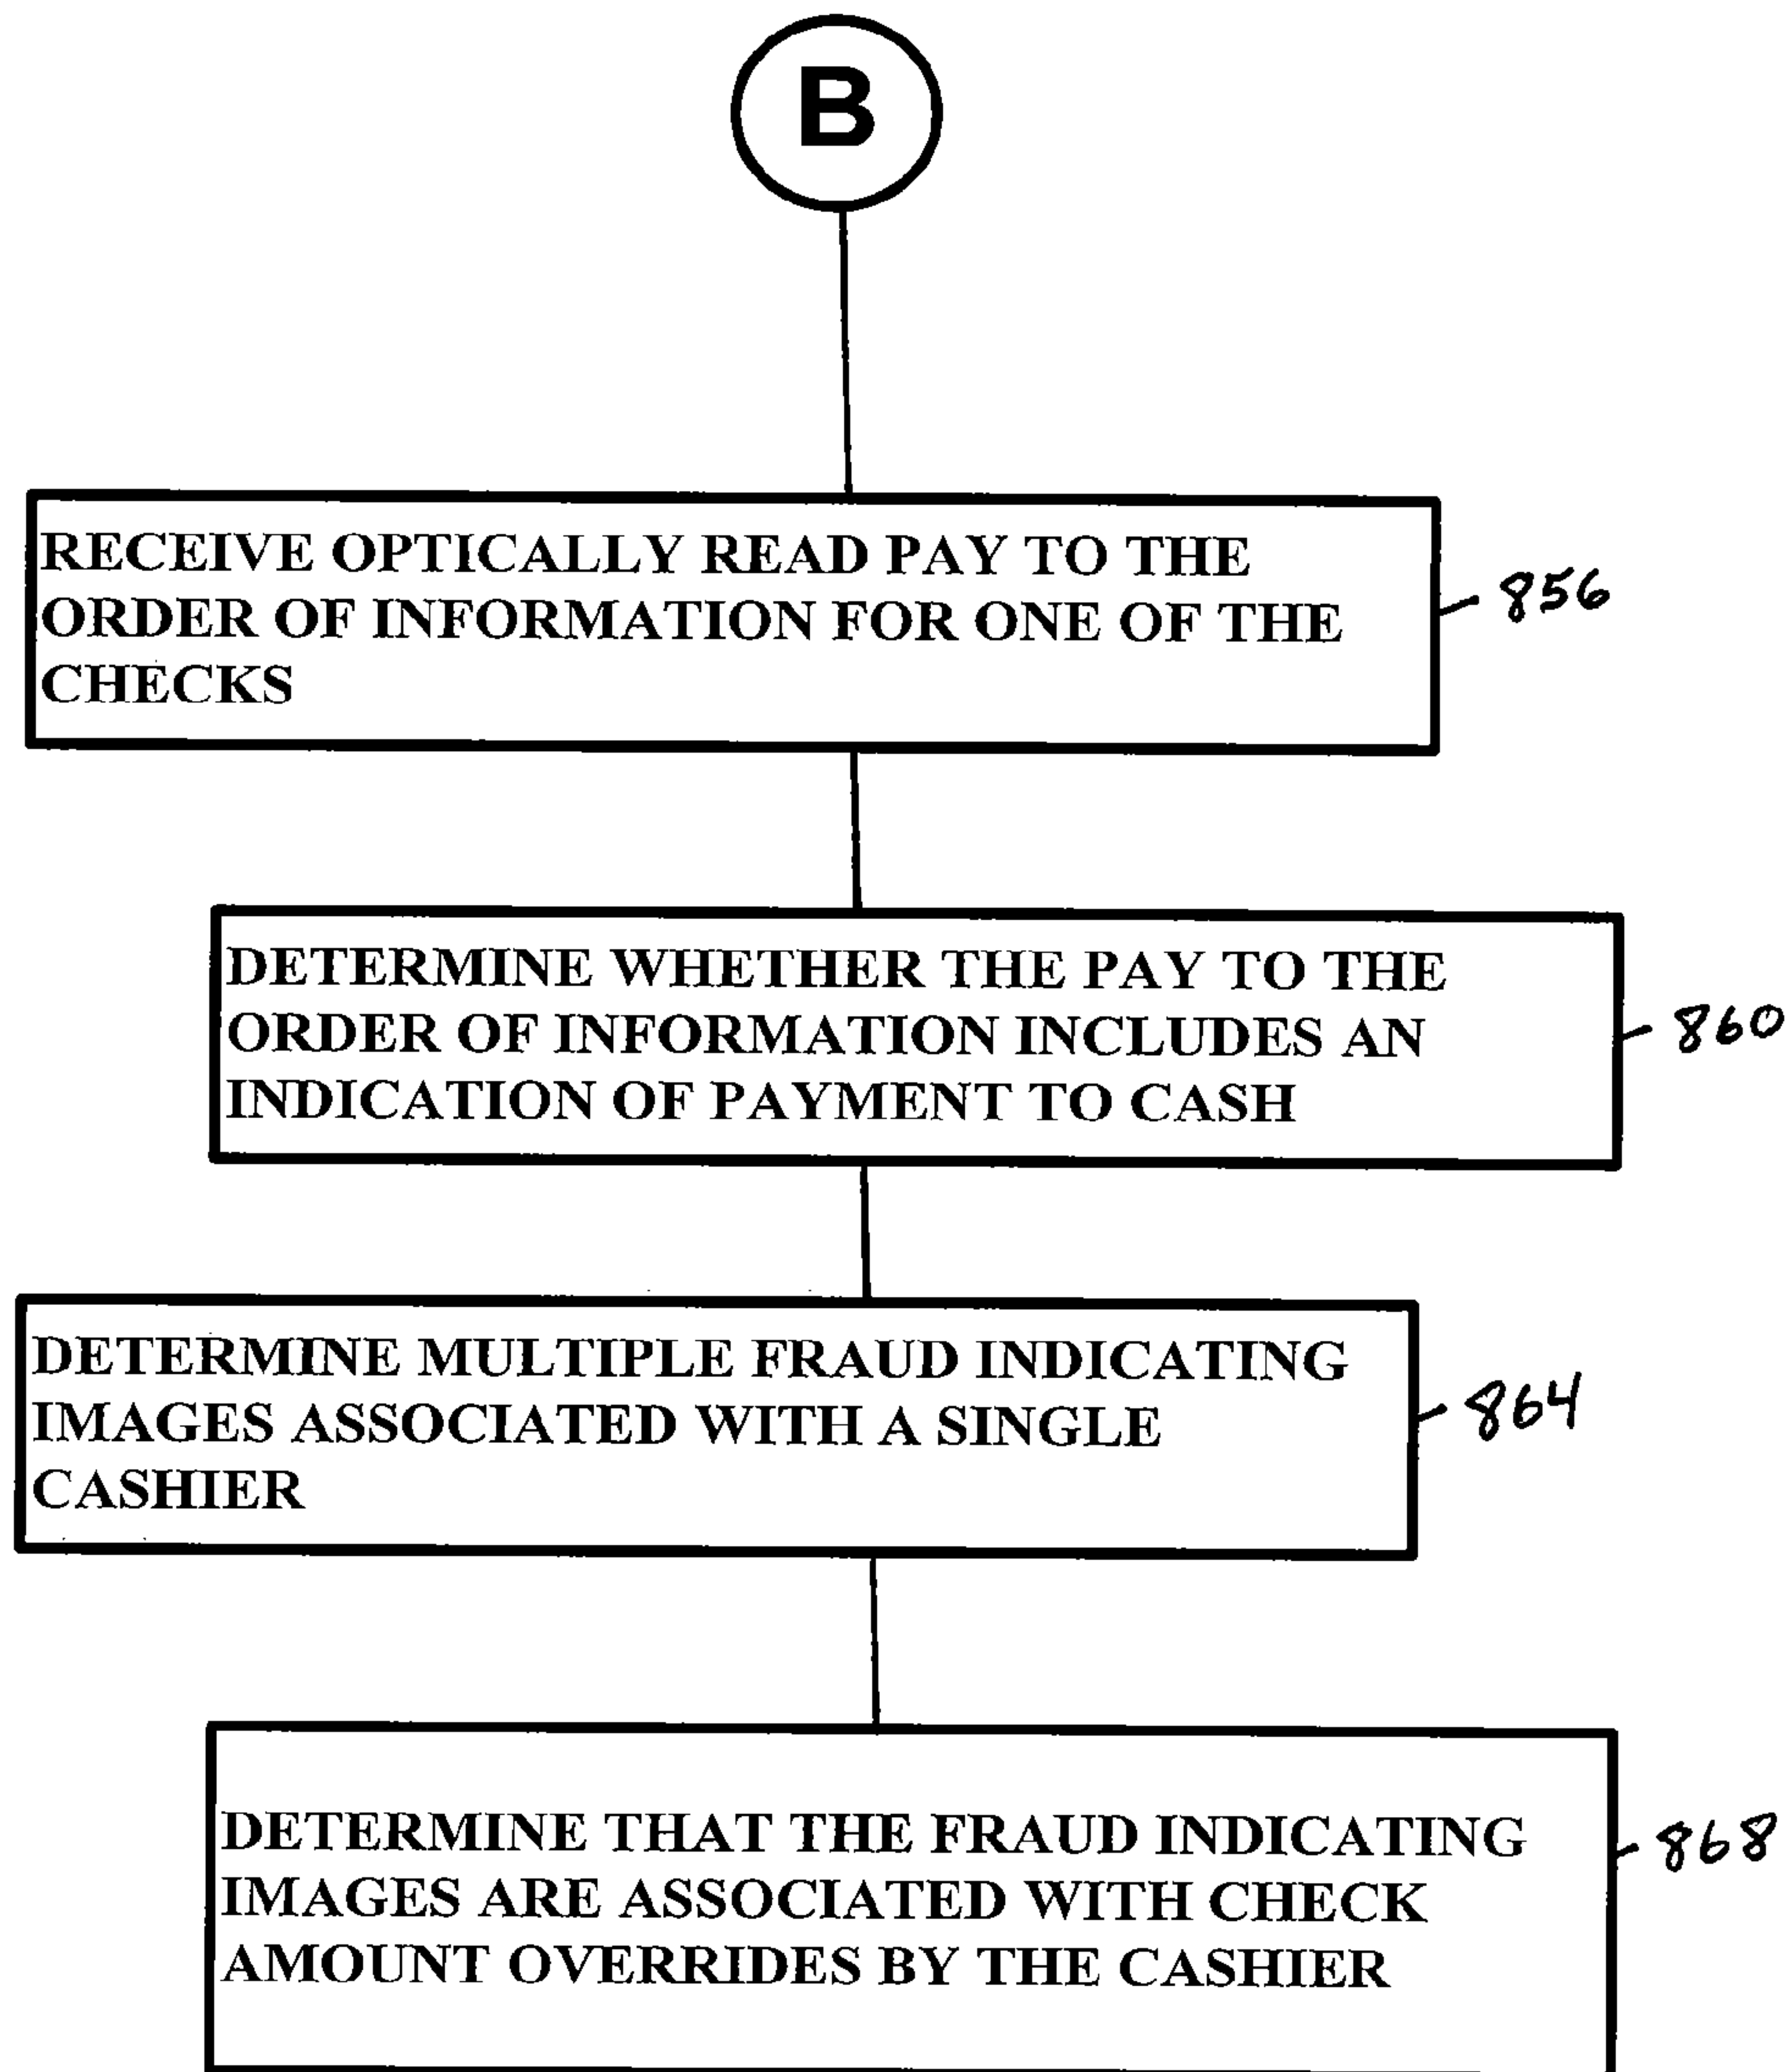 B
RECEIVE OPTICALLY READ PAY TO THE
ORDER OF INFORMATION FOR ONE OF THE
CHECKS
856
DETERMINE WHETHER THE PAY TO THE
ORDER OF INFORMATION INCLUDES AN
INDICATION OF PAYMENT TO CASH
860
DETERMINE MULTIPLE FRAUD INDICATING
IMAGES ASSOCIATED WITH A SINGLE
CASHIER
864
DETERMINE THAT THE FRAUD INDICATING
IMAGES ARE ASSOCIATED WITH CHECK
AMOUNT OVERRIDES BY THE CASHIER
868